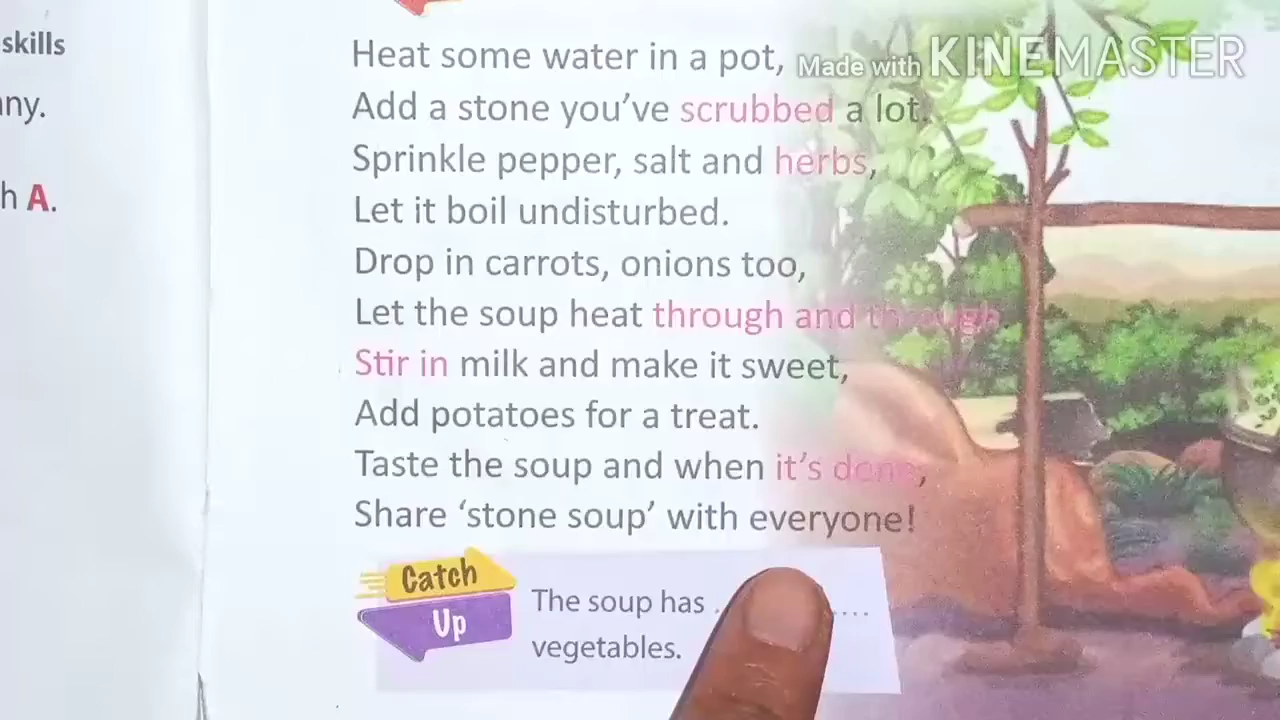 skills
ny.
h A.
Made with KINEMASTER
Heat some water in a pot,
Add a stone you've scrubbed a lot.
Sprinkle pepper, salt and herbs,
Let it boil undisturbed.
Drop in carrots, onions too,
Let the soup heat through and through.
Stir in milk and make it sweet,
Add potatoes for a treat.
Taste the soup and when it's done,
Share 'stone soup' with everyone!
Catch
Up
The soup has ........
vegetables.